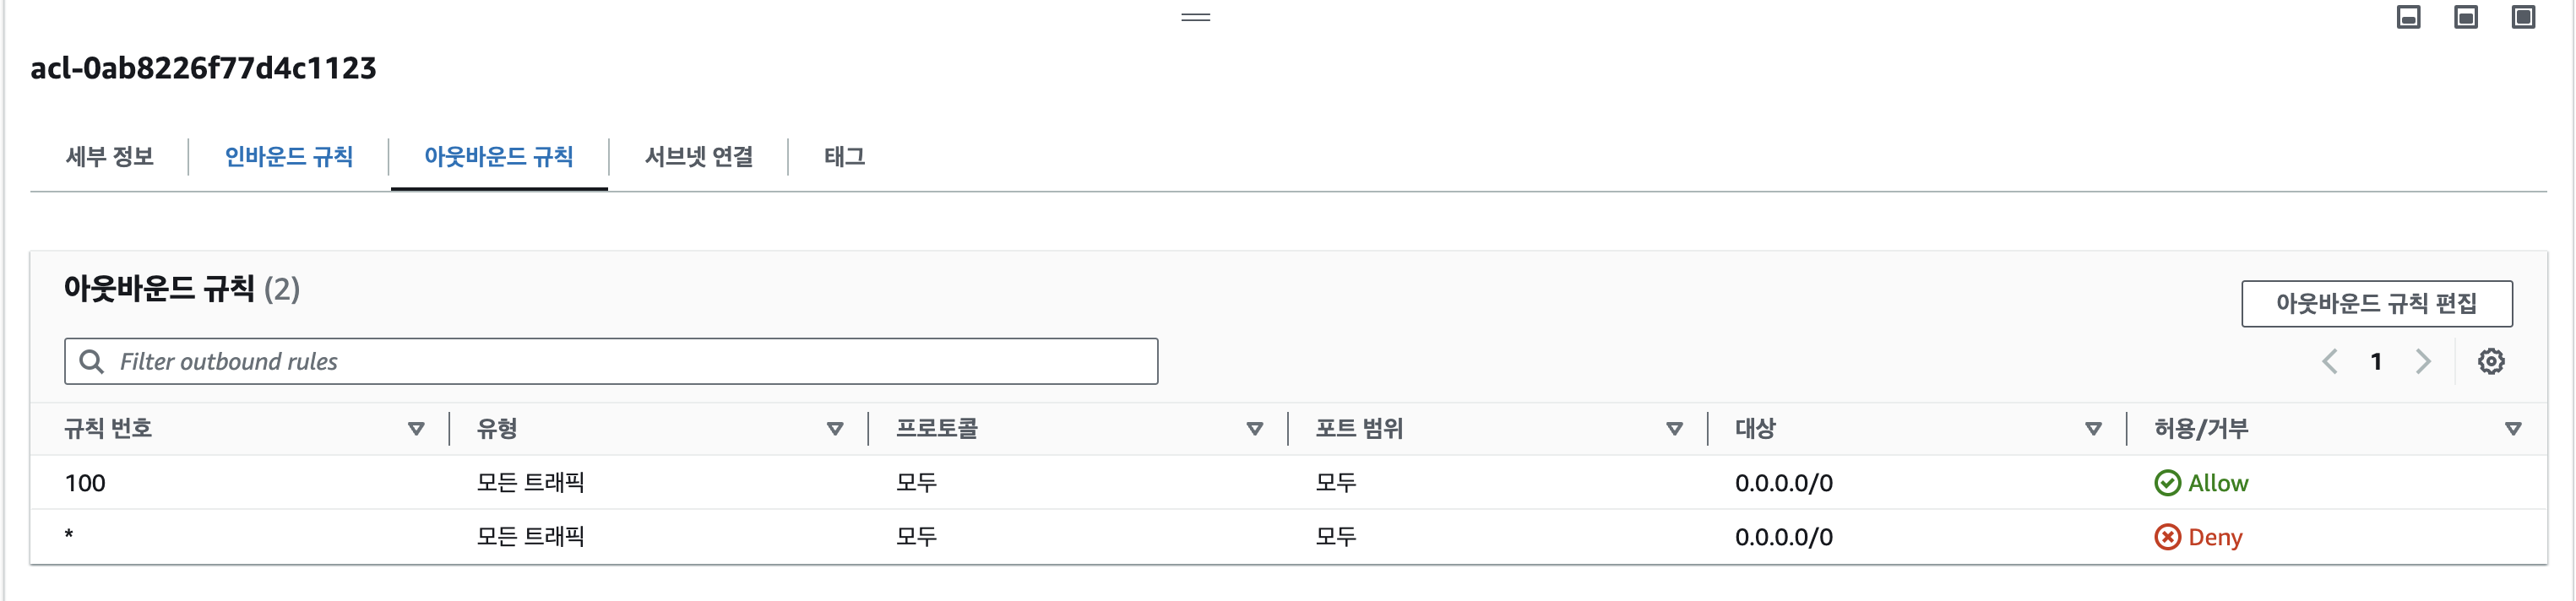 acl-0ab8226f77d4c1123
세부 정보 인바운드 규칙 아웃바운드 규칙 서브넷 연결 태그
아웃바운드 규칙 (2)
아웃바운드 규칙 편집
Filter outbound rules
1
규칙 번호 유형 프로토콜 포트 범위 대상 허용/거부
100 모든 트래픽 모두 모두 0.0.0.0/0 Allow
* 모든 트래픽 모두 모두 0.0.0.0/0 Deny